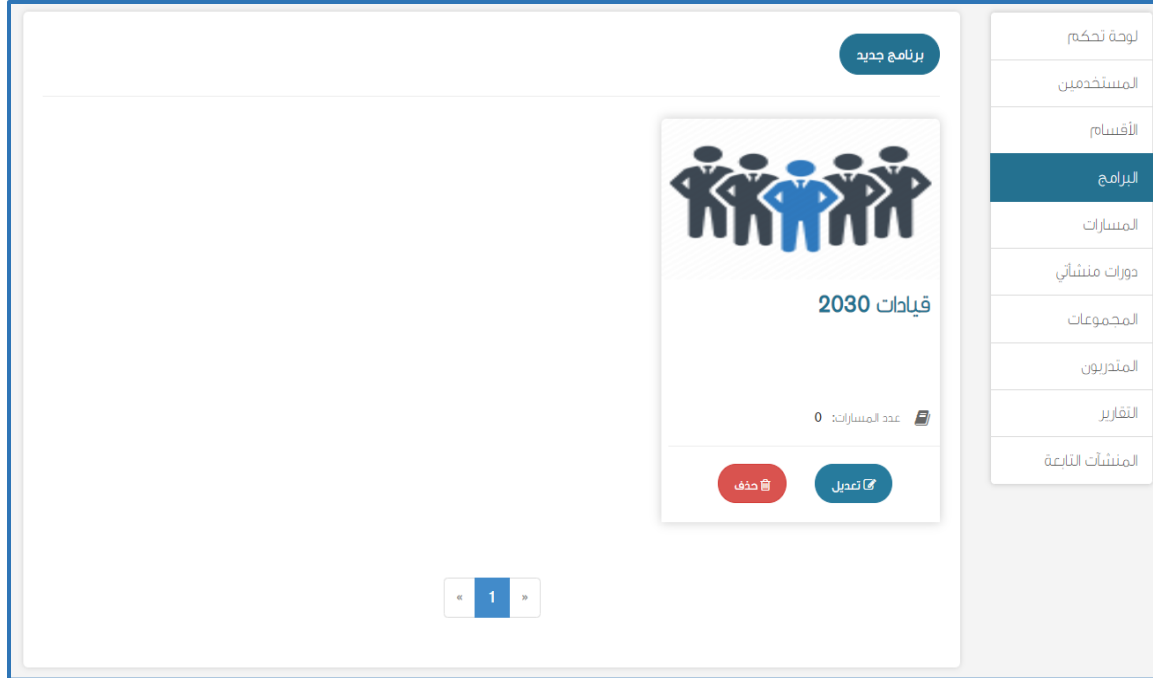 لوحة تحكم
المستخدمين
الأقسام
البرامج
المسارات
دورات منشأتي
المجموعات
المتدربون
التقارير
المنشآت التابعة
برنامج جديد
قيادات 2030
عدد المسارات: 0
تعديل
حذف
« 1 »